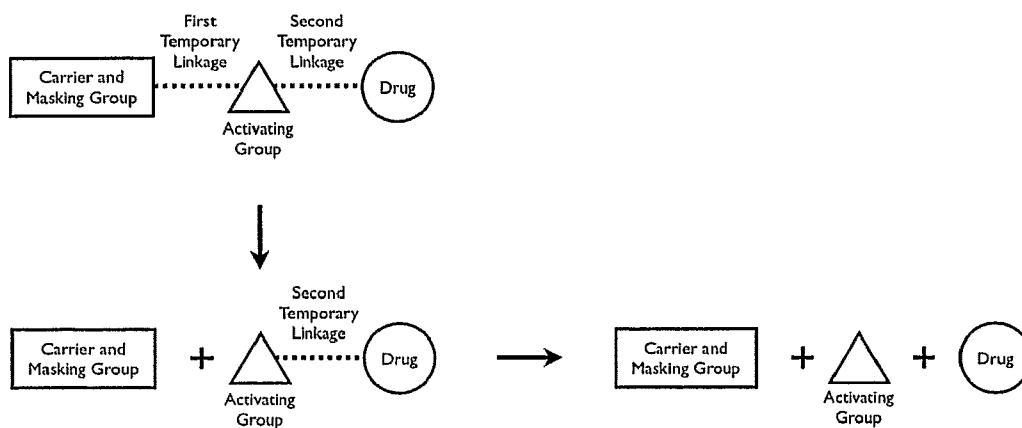 First
Temporary
Linkage
Second
Temporary
Linkage
Carrier and
Masking Group
Drug
Activating
Group
Second
Temporary
Linkage
Carrier and
Masking Group
+
Drug
Activating
Group
Carrier and
Masking Group
+
+
Drug
Activating
Group